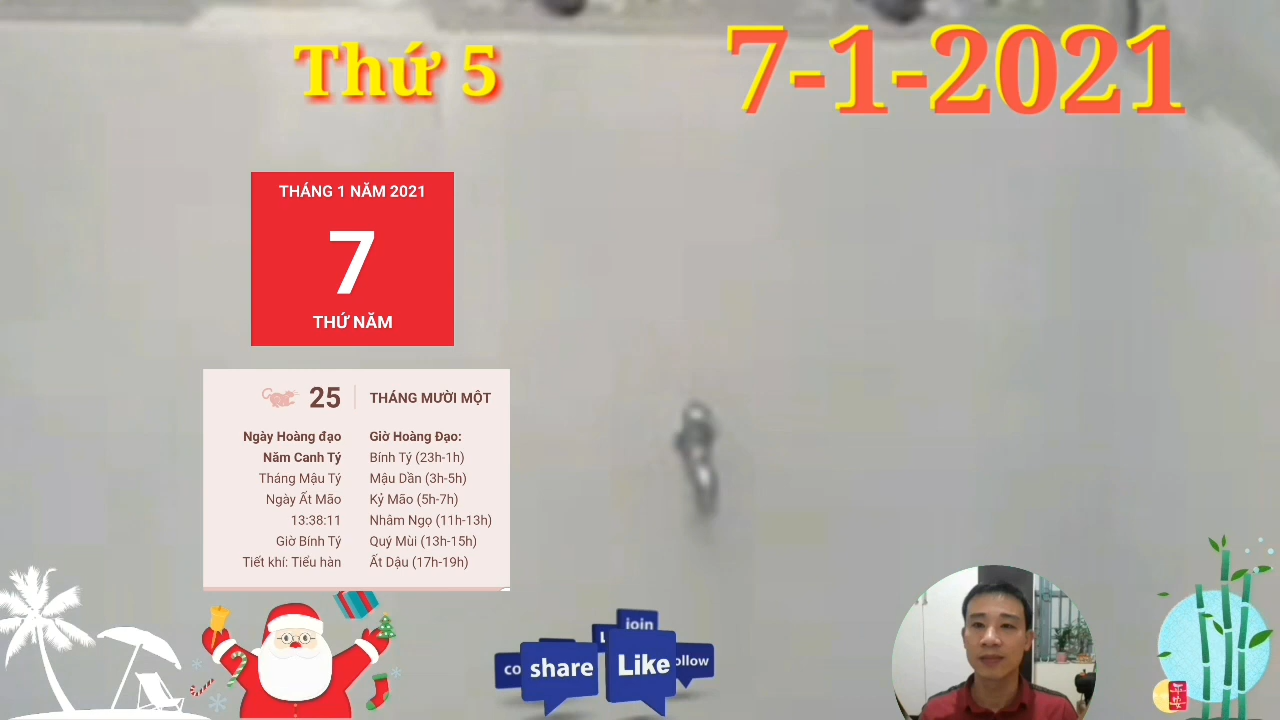 Thứ 5
7-1-2021
THÁNG 1 NĂM 2021
7
THỨ NĂM
25
THÁNG MƯỜI MỘT
Ngày Hoàng đạo
Năm Canh Tý
Tháng Mậu Tý
Ngày Ất Mão
13:38:11
Giờ Bính Tý
Tiết khí: Tiểu hàn
Giờ Hoàng Đạo:
Bính Tý (23h-1h)
Mậu Dần (3h-5h)
Kỷ Mão (5h-7h)
Nhâm Ngọ (11h-13h)
Quý Mùi (13h-15h)
Ất Dậu (17h-19h)
join
share
Like
ollow
co